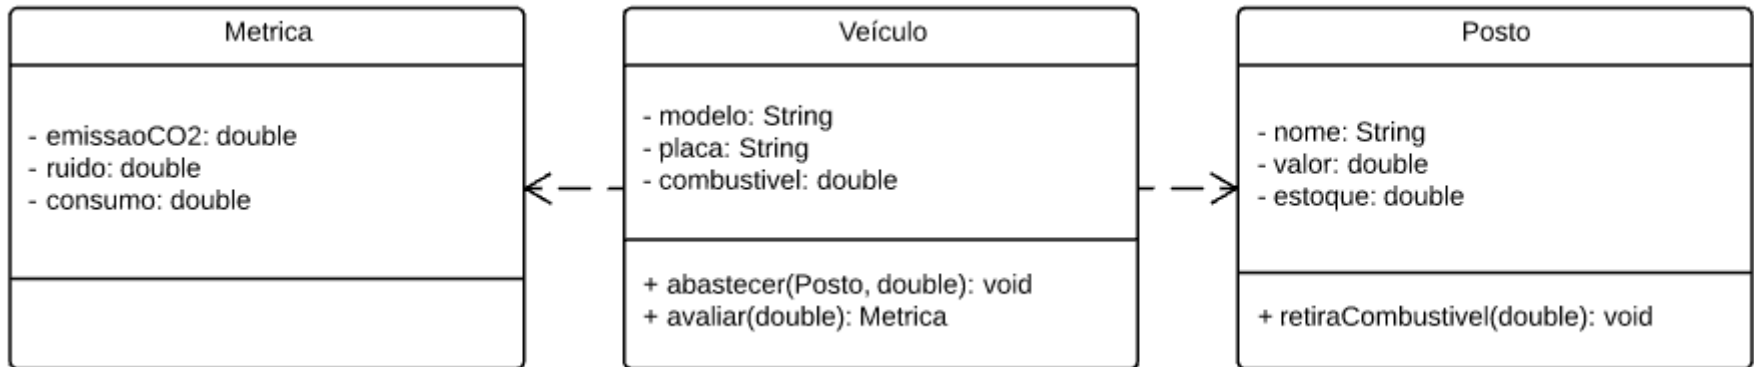 Metrica
- emissaoCO2: double
- ruido: double
- consumo: double
Veículo
- modelo: String
- placa: String
- combustivel: double
+ abastecer(Posto, double): void
+ avaliar(double): Metrica
Posto
- nome: String
- valor: double
- estoque: double
+ retiraCombustivel(double): void